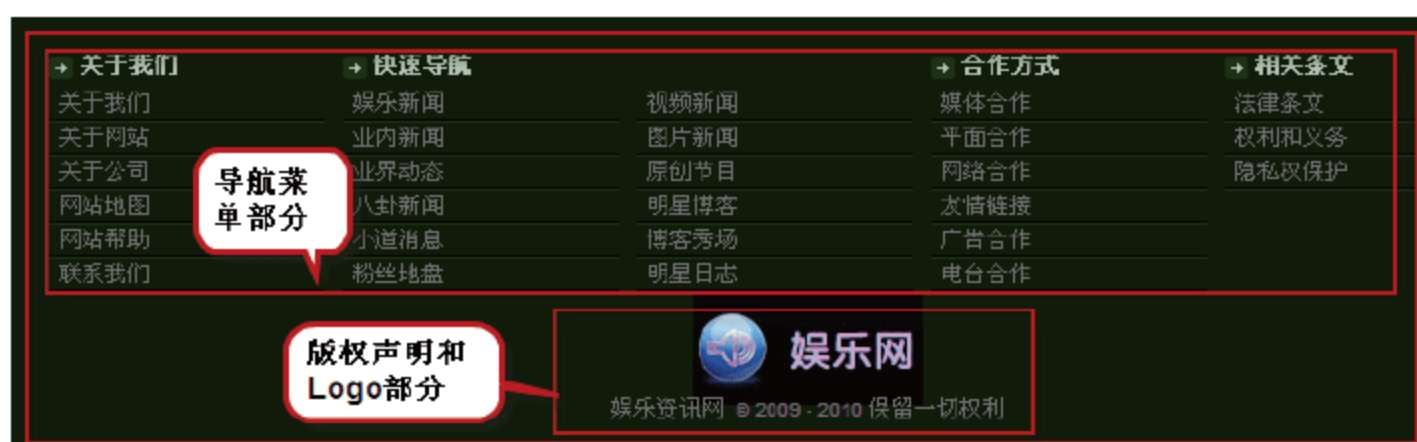 关于我们
关于我们
关于网站
关于公司
网站地图
网站帮助
联系我们
快速导航
娱乐新闻
业内新闻
业界动态
八卦新闻
小道消息
粉丝地盘
视频新闻
图片新闻
原创节目
明星博客
博客秀场
明星日志
合作方式
媒体合作
平面合作
网络合作
友情链接
广告合作
电台合作
相关条文
法律条文
权利和义务
隐私权保护
导航菜
单部分
版权声明和
Logo部分
娱乐网
娱乐资讯网 © 2009 - 2010 保留一切权利